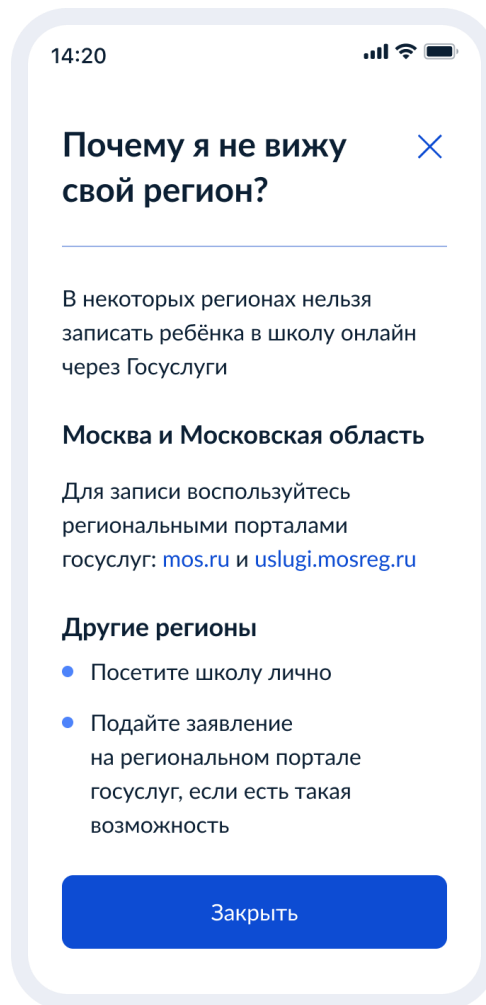 14:20
Почему я не вижу
свой регион?
В некоторых регионах нельзя
записать ребёнка в школу онлайн
через Госуслуги
Москва и Московская область
Для записи воспользуйтесь
региональными порталами
госуслуг: mos.ru и uslugi.mosreg.ru
Другие регионы
Посетите школу лично
Подайте заявление
на региональном портале
госуслуг, если есть такая
возможность
Закрыть